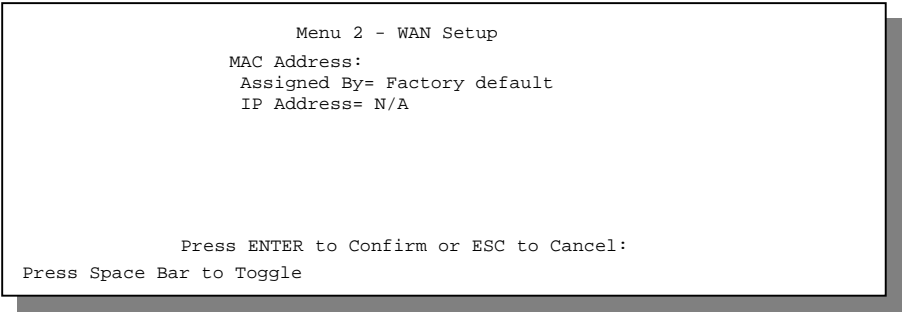 Menu 2 - WAN Setup
MAC Address:
Assigned By= Factory default
IP Address= N/A
Press ENTER to Confirm or ESC to Cancel:
Press Space Bar to Toggle